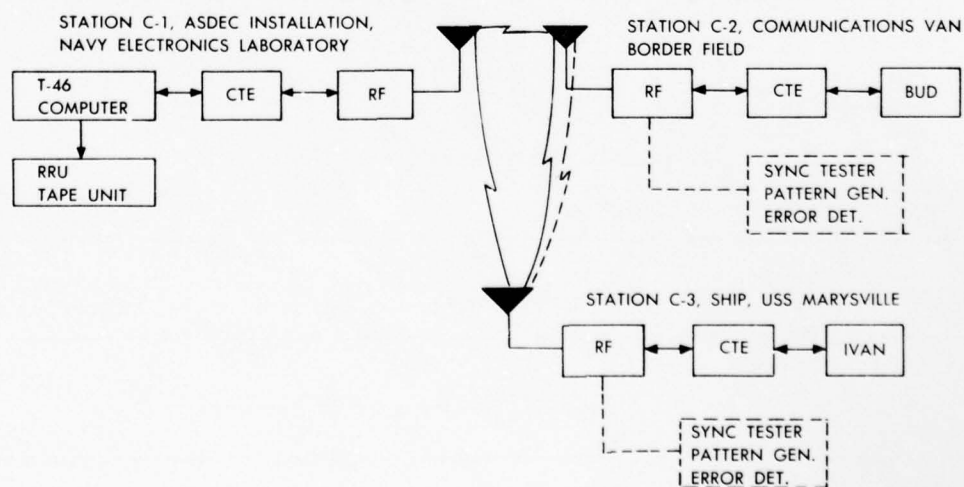 STATION C-1, ASDEC INSTALLATION,
NAVY ELECTRONICS LABORATORY
T-46
COMPUTER
CTE
RF
RRU
TAPE UNIT
STATION C-2, COMMUNICATIONS VAN
BORDER FIELD
RF
CTE
BUD
SYNC TESTER
PATTERN GEN.
ERROR DET.
STATION C-3, SHIP, USS MARYSVILLE
RF
CTE
IVAN
SYNC TESTER
PATTERN GEN.
ERROR DET.